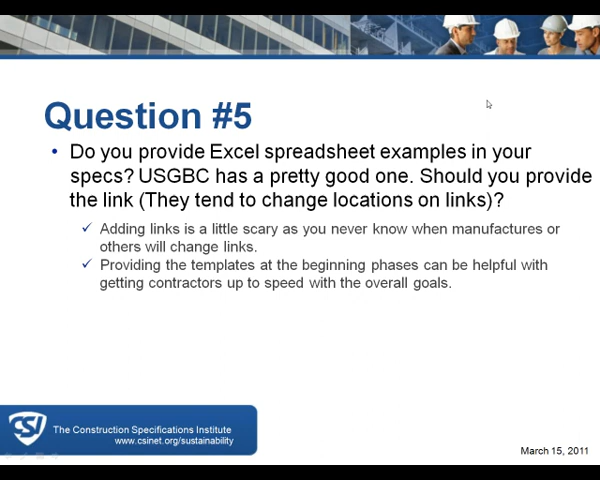 Question #5
• Do you provide Excel spreadsheet examples in your
specs? USGBC has a pretty good one. Should you provide
the link (They tend to change locations on links)?
✓ Adding links is a little scary as you never know when manufactures or
others will change links.
✓ Providing the templates at the beginning phases can be helpful with
getting contractors up to speed with the overall goals.
CSI
The Construction Specifications Institute
www.csinet.org/sustainability
March 15, 2011